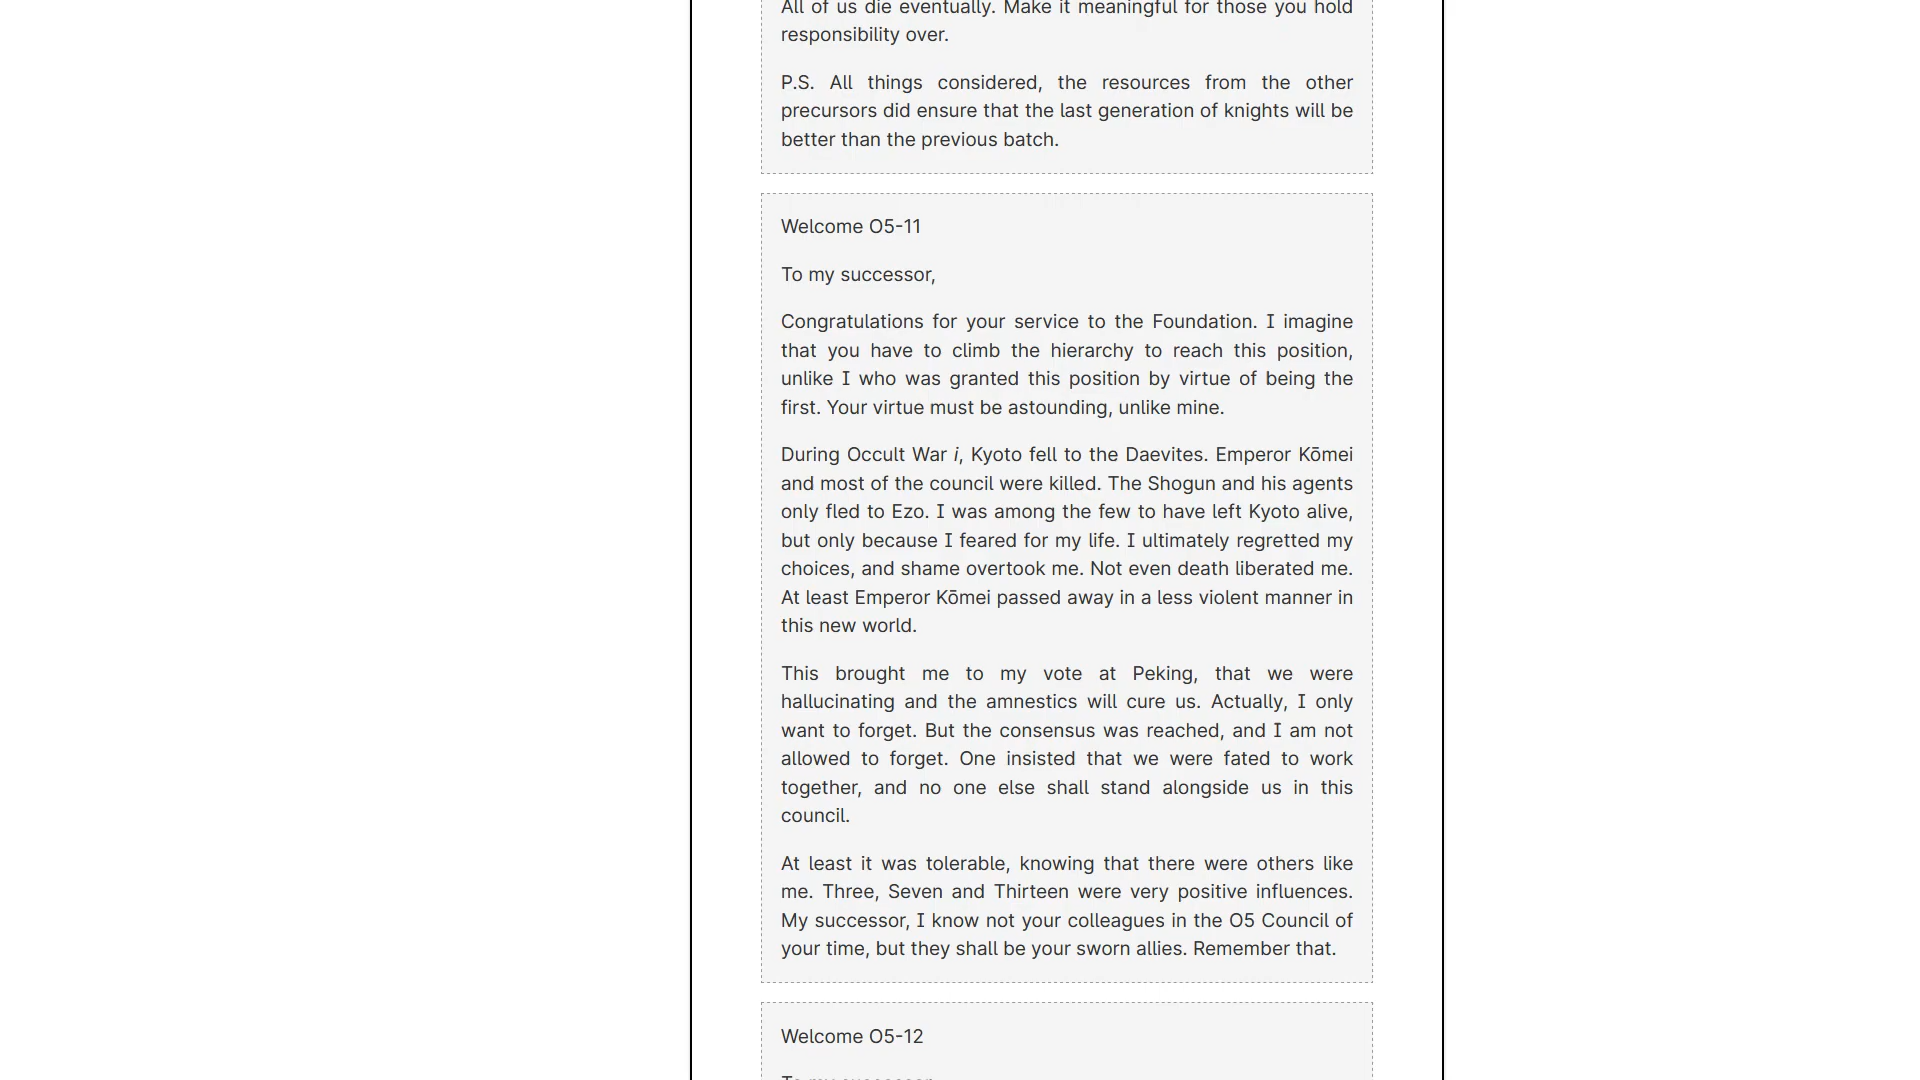 All of us die eventually. Make it meaningful for those you hold
responsibility over.
P.S. All things considered, the resources from the other
precursors did ensure that the last generation of knights will be
better than the previous batch.
Welcome O5-11
To my successor,
Congratulations for your service to the Foundation. I imagine
that you have to climb the hierarchy to reach this position,
unlike I who was granted this position by virtue of being the
first. Your virtue must be astounding, unlike mine.
During Occult War i, Kyoto fell to the Daevites. Emperor Kōmei
and most of the council were killed. The Shogun and his agents
only fled to Ezo. I was among the few to have left Kyoto alive,
but only because I feared for my life. I ultimately regretted my
choices, and shame overtook me. Not even death liberated me.
At least Emperor Kōmei passed away in a less violent manner in
this new world.
This brought me to my vote at Peking, that we were
hallucinating and the amnestics will cure us. Actually, I only
want to forget. But the consensus was reached, and I am not
allowed to forget. One insisted that we were fated to work
together, and no one else shall stand alongside us in this
council.
At least it was tolerable, knowing that there were others like
me. Three, Seven and Thirteen were very positive influences.
My successor, I know not your colleagues in the O5 Council of
your time, but they shall be your sworn allies. Remember that.
Welcome O5-12